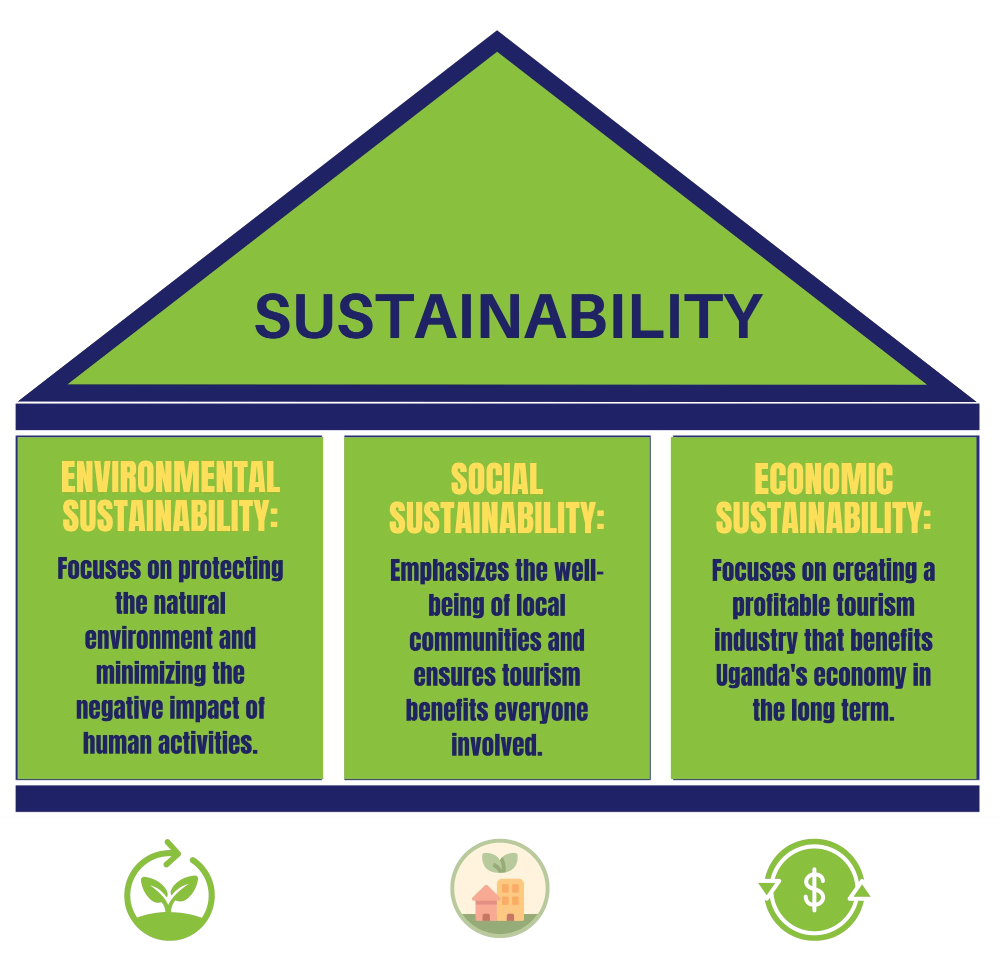 SUSTAINABILITY
ENVIRONMENTAL
SUSTAINABILITY:
Focuses on protecting
the natural
environment and
minimizing the
negative impact of
human activities.
SOCIAL
SUSTAINABILITY:
Emphasizes the well-
being of local
communities and
ensures tourism
benefits everyone
involved.
ECONOMIC
SUSTAINABILITY:
Focuses on creating a
profitable tourism
industry that benefits
Uganda's economy in
the long term.
$